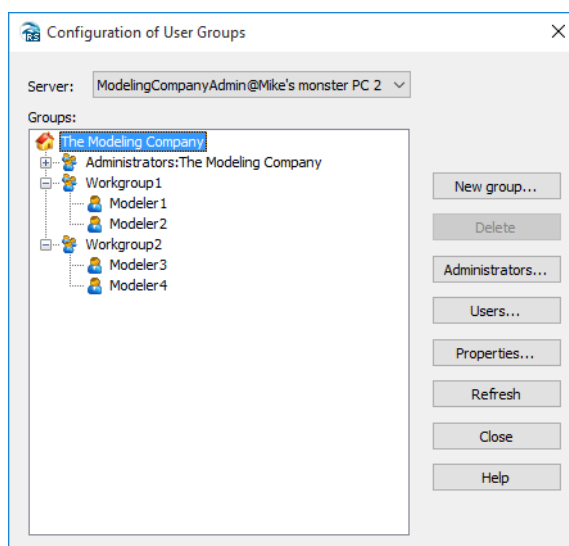 RS
Configuration of User Groups
Server: ModelingCompanyAdmin@Mike's monster PC 2
Groups:
The Modeling Company
Administrators:The Modeling Company
Workgroup1
Modeler1
Modeler2
Workgroup2
Modeler3
Modeler4
New group...
Delete
Administrators...
Users...
Properties...
Refresh
Close
Help